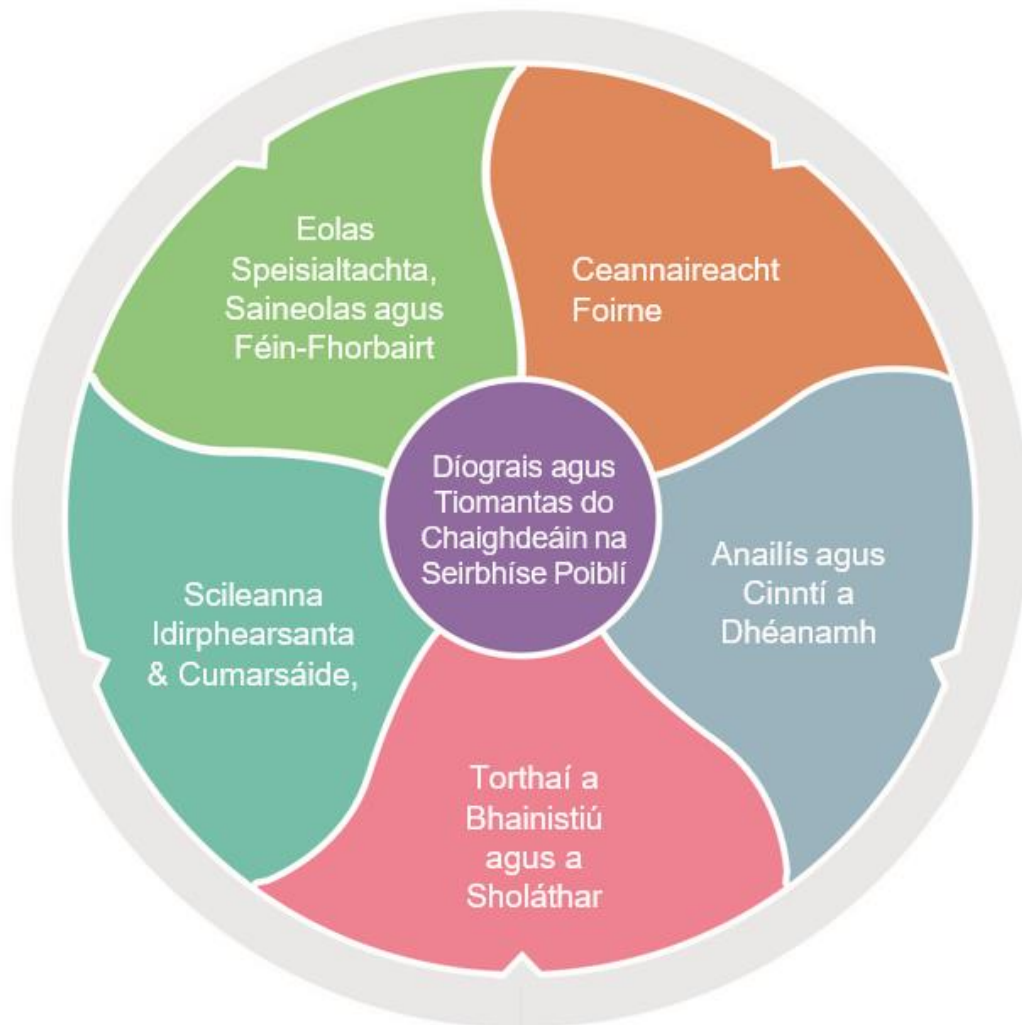 Eolas
Speisialtachta,
Saineolas agus
Féin-Fhorbairt
Ceannaireacht
Foirne
Díograis agus
Tiomantas do
Chaighdeáin na
Seirbhíse Poiblí
Anailís agus
Cinntí a
Dhéanamh
Scileanna
Idirphearsanta
& Cumarsáide,
Torthaí a
Bhainistiú
agus a
Sholáthar